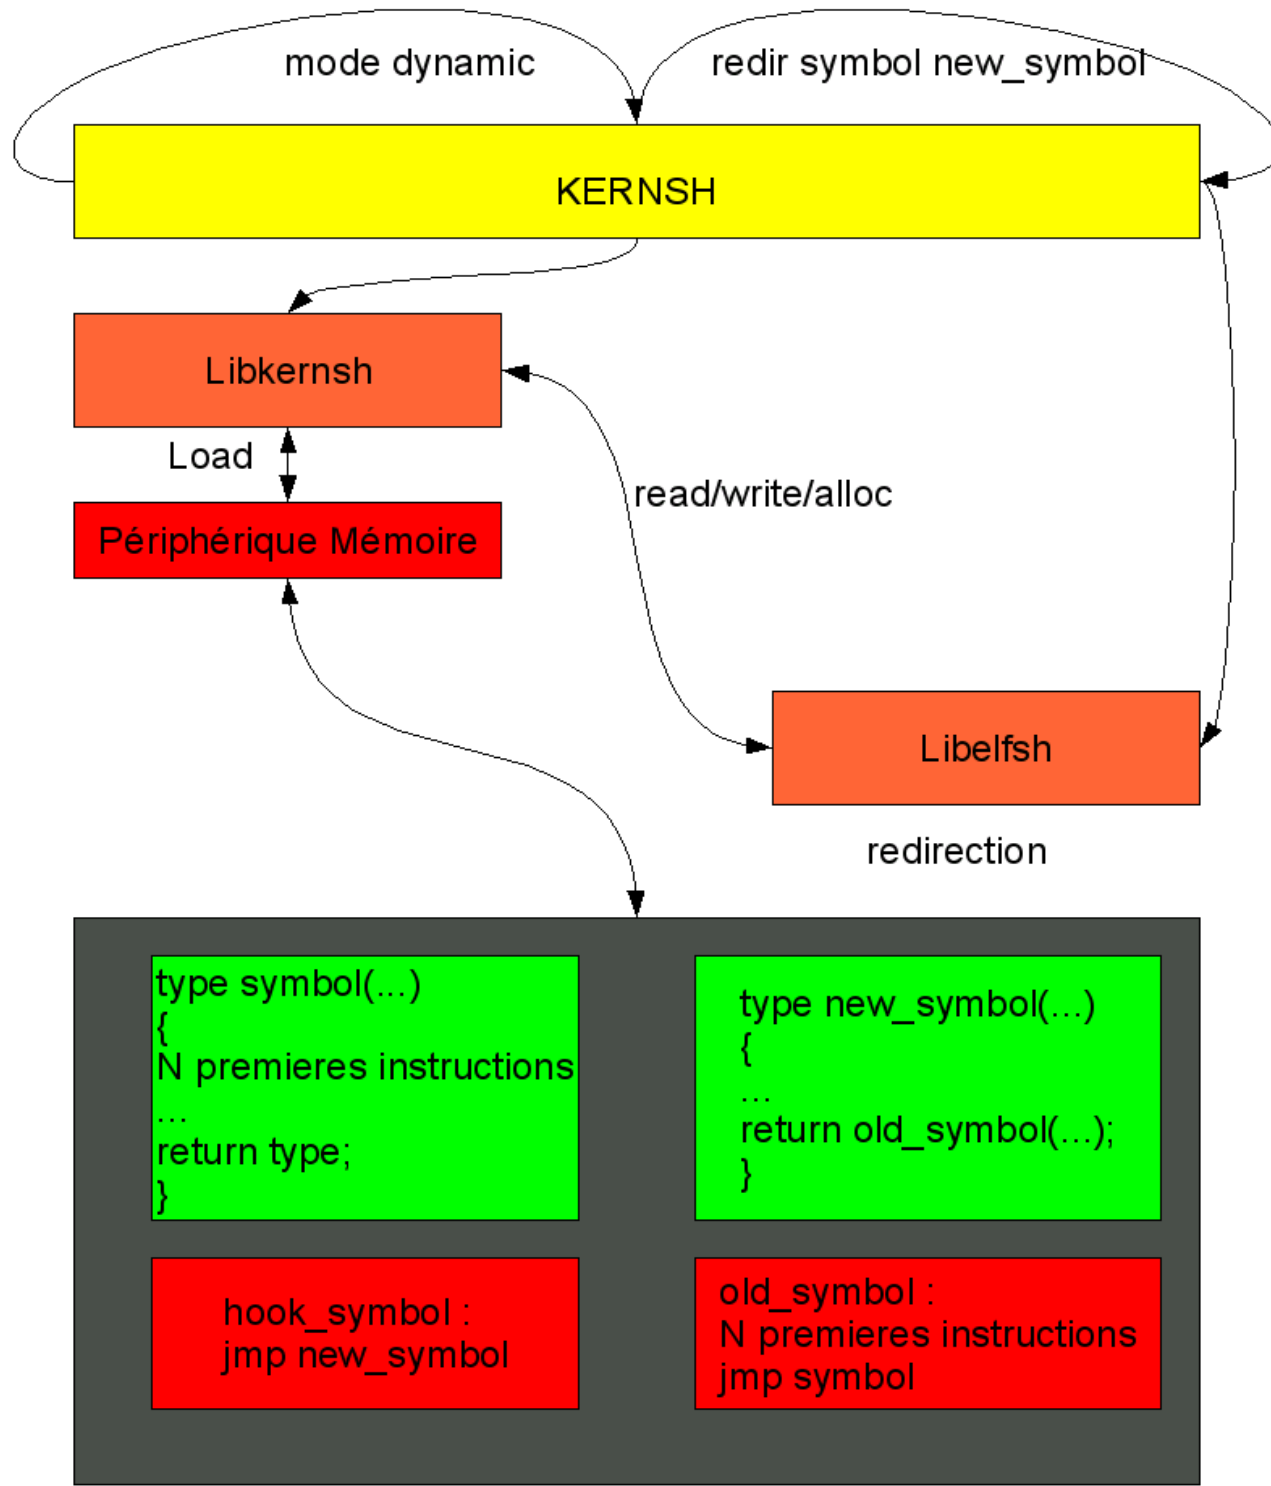 mode dynamic
redir symbol new_symbol
KERNSH
Libkernsh
Load
read/write/alloc
Périphérique Mémoire
Libelfsh
redirection
type symbol(...)
{
N premieres instructions
...
return type;
}
type new_symbol(...)
{
...
return old_symbol(...);
}
hook_symbol :
jmp new_symbol
old_symbol :
N premieres instructions
jmp symbol